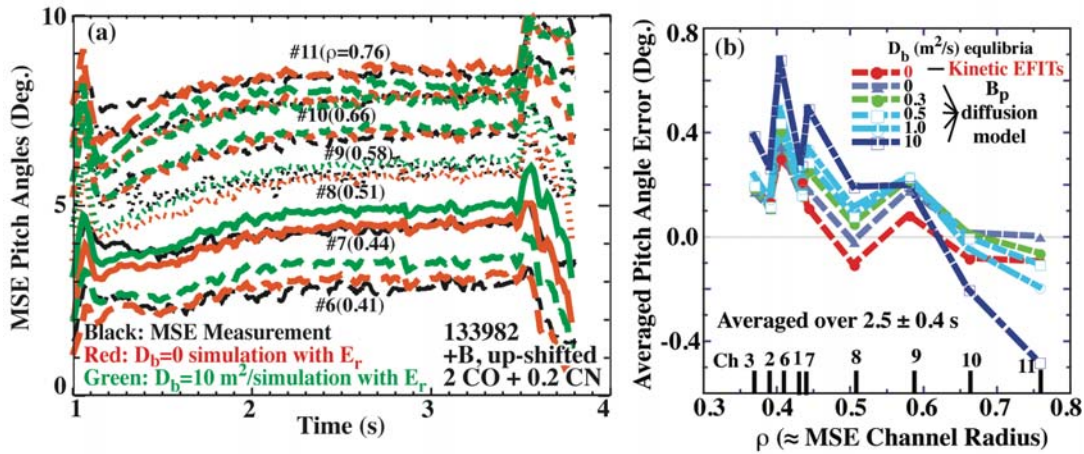 (a)
10
5
0
MSE Pitch Angles (Deg.)
#11(ρ=0.76)
#10(0.66)
#9(0.58)
#8(0.51)
#7(0.44)
#6(0.41)
Black: MSE Measurement 133982
Red: D_b=0 simulation with E_r +B, up-shifted
Green: D_b=10 m²/simulation with E_r 2 CO + 0.2 CN
1 2 3 4
Time (s)
(b)
Averaged Pitch Angle Error (Deg.)
0.8
0.4
0.0
-0.4
D_b (m²/s) equlibria
0 Kinetic EFITs
0
0.3
0.5
1.0
10
B_p
diffusion
model
Averaged over 2.5 ± 0.4 s
Ch 3 2 6 1 7 8 9 10 11
0.3 0.4 0.5 0.6 0.7 0.8
ρ (≈ MSE Channel Radius)